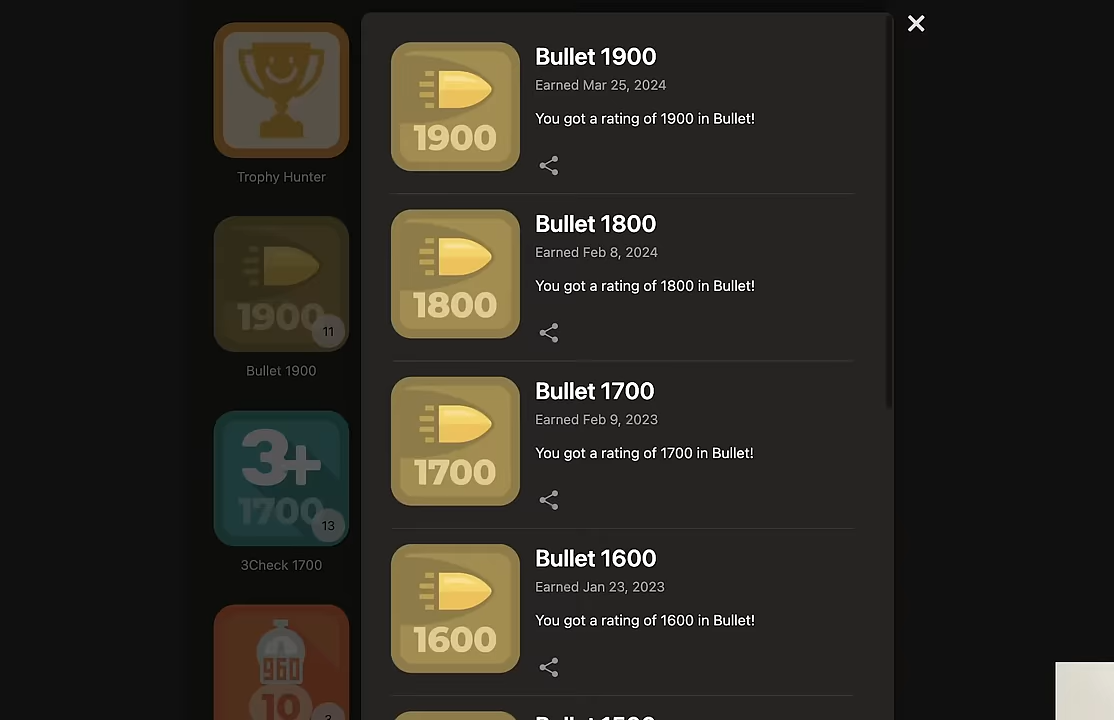 Trophy Hunter
1900
11
Bullet 1900
3+
1700
13
3Check 1700
960
10
1900
Bullet 1900
Earned Mar 25, 2024
You got a rating of 1900 in Bullet!
1800
Bullet 1800
Earned Feb 8, 2024
You got a rating of 1800 in Bullet!
1700
Bullet 1700
Earned Feb 9, 2023
You got a rating of 1700 in Bullet!
1600
Bullet 1600
Earned Jan 23, 2023
You got a rating of 1600 in Bullet!